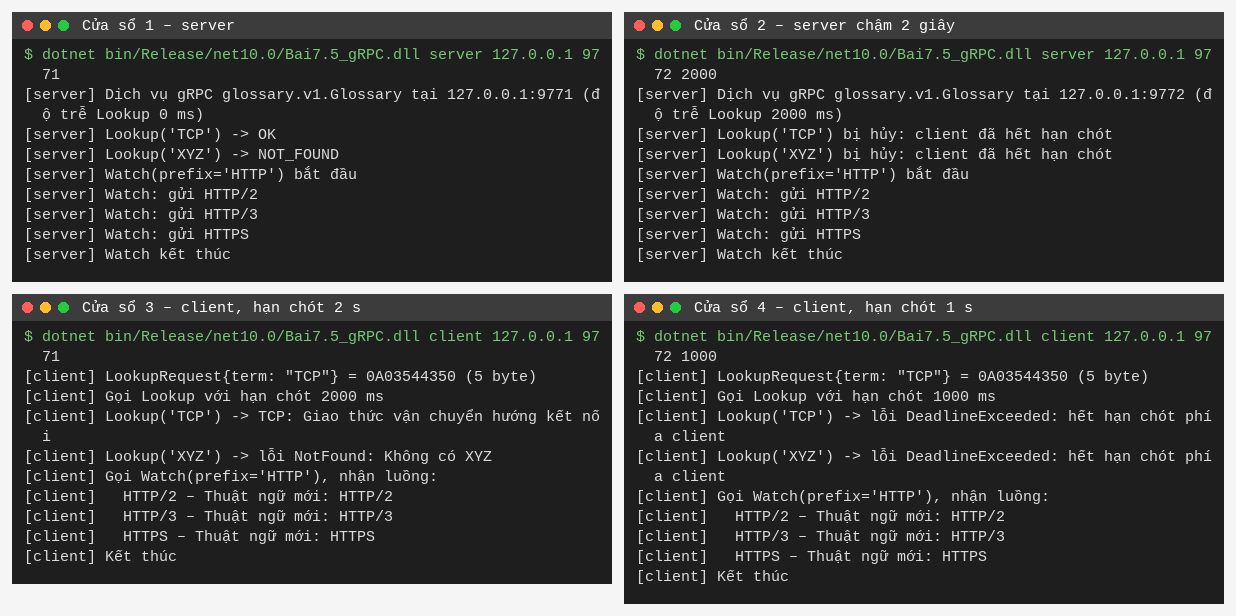 Cửa sổ 1 – server
$ dotnet bin/Release/net10.0/Bai7.5_gRPC.dll server 127.0.0.1 97
71
[server] Dịch vụ gRPC glossary.v1.Glossary tại 127.0.0.1:9771 (đ
ộ trễ Lookup 0 ms)
[server] Lookup('TCP') -> OK
[server] Lookup('XYZ') -> NOT_FOUND
[server] Watch(prefix='HTTP') bắt đầu
[server] Watch: gửi HTTP/2
[server] Watch: gửi HTTP/3
[server] Watch: gửi HTTPS
[server] Watch kết thúc
Cửa sổ 2 – server chậm 2 giây
$ dotnet bin/Release/net10.0/Bai7.5_gRPC.dll server 127.0.0.1 97
72 2000
[server] Dịch vụ gRPC glossary.v1.Glossary tại 127.0.0.1:9772 (đ
ộ trễ Lookup 2000 ms)
[server] Lookup('TCP') bị hủy: client đã hết hạn chót
[server] Lookup('XYZ') bị hủy: client đã hết hạn chót
[server] Watch(prefix='HTTP') bắt đầu
[server] Watch: gửi HTTP/2
[server] Watch: gửi HTTP/3
[server] Watch: gửi HTTPS
[server] Watch kết thúc
Cửa sổ 3 – client, hạn chót 2 s
$ dotnet bin/Release/net10.0/Bai7.5_gRPC.dll client 127.0.0.1 97
71
[client] LookupRequest{term: "TCP"} = 0A03544350 (5 byte)
[client] Gọi Lookup với hạn chót 2000 ms
[client] Lookup('TCP') -> TCP: Giao thức vận chuyển hướng kết nố
i
[client] Lookup('XYZ') -> lỗi NotFound: Không có XYZ
[client] Gọi Watch(prefix='HTTP'), nhận luồng:
[client]   HTTP/2 – Thuật ngữ mới: HTTP/2
[client]   HTTP/3 – Thuật ngữ mới: HTTP/3
[client]   HTTPS – Thuật ngữ mới: HTTPS
[client] Kết thúc
Cửa sổ 4 – client, hạn chót 1 s
$ dotnet bin/Release/net10.0/Bai7.5_gRPC.dll client 127.0.0.1 97
72 1000
[client] LookupRequest{term: "TCP"} = 0A03544350 (5 byte)
[client] Gọi Lookup với hạn chót 1000 ms
[client] Lookup('TCP') -> lỗi DeadlineExceeded: hết hạn chót phí
a client
[client] Lookup('XYZ') -> lỗi DeadlineExceeded: hết hạn chót phí
a client
[client] Gọi Watch(prefix='HTTP'), nhận luồng:
[client]   HTTP/2 – Thuật ngữ mới: HTTP/2
[client]   HTTP/3 – Thuật ngữ mới: HTTP/3
[client]   HTTPS – Thuật ngữ mới: HTTPS
[client] Kết thúc